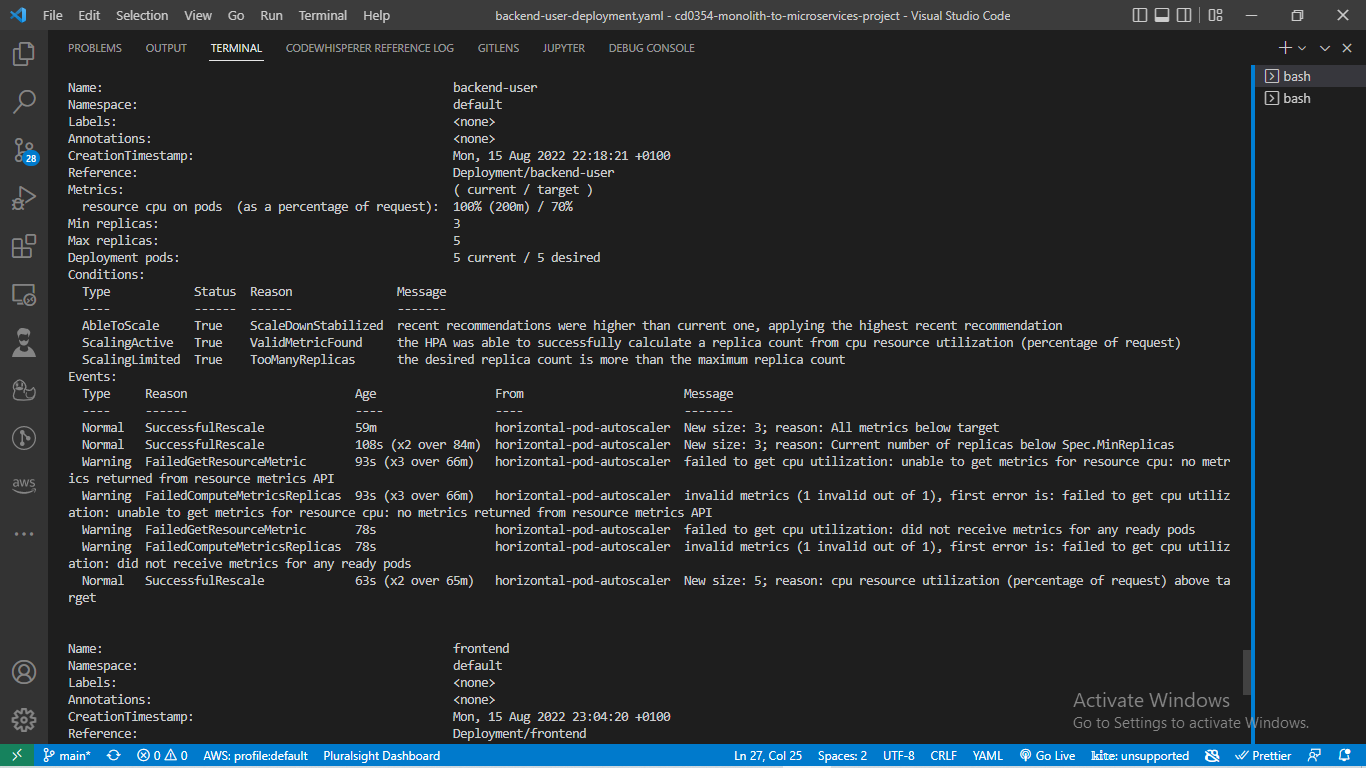 File Edit Selection View Go Run Terminal Help backend-user-deployment.yaml - cd0354-monolith-to-microservices-project - Visual Studio Code
PROBLEMS OUTPUT TERMINAL CODEWHISPERER REFERENCE LOG GITLENS JUPYTER DEBUG CONSOLE
bash
bash
28
aws
Name: backend-user
Namespace: default
Labels: <none>
Annotations: <none>
CreationTimestamp: Mon, 15 Aug 2022 22:18:21 +0100
Reference: Deployment/backend-user
Metrics: ( current / target )
resource cpu on pods (as a percentage of request): 100% (200m) / 70%
Min replicas: 3
Max replicas: 5
Deployment pods: 5 current / 5 desired
Conditions:
Type Status Reason Message
---- ------ ------ -------
AbleToScale True ScaleDownStabilized recent recommendations were higher than current one, applying the highest recent recommendation
ScalingActive True ValidMetricFound the HPA was able to successfully calculate a replica count from cpu resource utilization (percentage of request)
ScalingLimited True TooManyReplicas the desired replica count is more than the maximum replica count
Events:
Type Reason Age From Message
---- ------ ---- ---- -------
Normal SuccessfulRescale 59m horizontal-pod-autoscaler New size: 3; reason: All metrics below target
Normal SuccessfulRescale 108s (x2 over 84m) horizontal-pod-autoscaler New size: 3; reason: Current number of replicas below Spec.MinReplicas
Warning FailedGetResourceMetric 93s (x3 over 66m) horizontal-pod-autoscaler failed to get cpu utilization: unable to get metrics for resource cpu: no metr
ics returned from resource metrics API
Warning FailedComputeMetricsReplicas 93s (x3 over 66m) horizontal-pod-autoscaler invalid metrics (1 invalid out of 1), first error is: failed to get cpu utiliz
ation: unable to get metrics for resource cpu: no metrics returned from resource metrics API
Warning FailedGetResourceMetric 78s horizontal-pod-autoscaler failed to get cpu utilization: did not receive metrics for any ready pods
Warning FailedComputeMetricsReplicas 78s horizontal-pod-autoscaler invalid metrics (1 invalid out of 1), first error is: failed to get cpu utiliz
ation: did not receive metrics for any ready pods
Normal SuccessfulRescale 63s (x2 over 65m) horizontal-pod-autoscaler New size: 5; reason: cpu resource utilization (percentage of request) above ta
rget
Name: frontend
Namespace: default
Labels: <none>
Annotations: <none>
CreationTimestamp: Mon, 15 Aug 2022 23:04:20 +0100
Reference: Deployment/frontend
Activate Windows
Go to Settings to activate Windows.
main* 0 0 AWS: profile:default Pluralsight Dashboard Ln 27, Col 25 Spaces: 2 UTF-8 CRLF YAML Go Live kite: unsupported Prettier